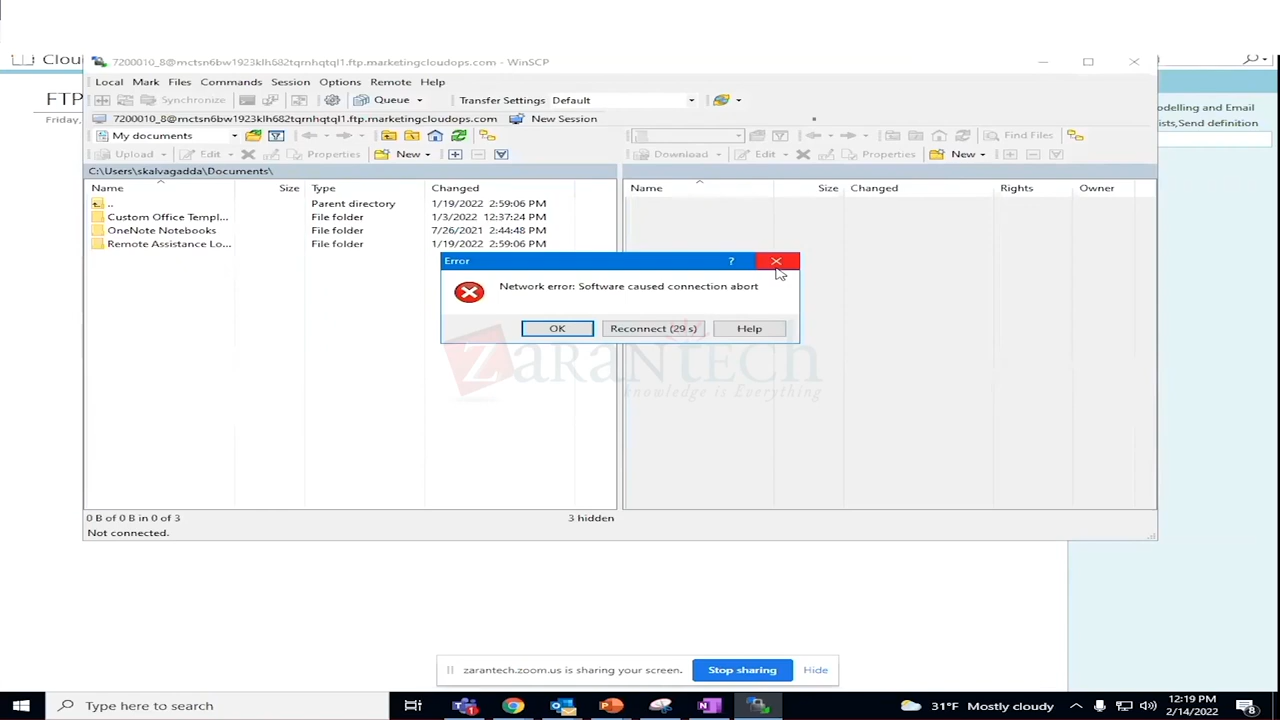 Clou
7200010_8@mctsn6bw1923klh682tqrnhqtql1.ftp.marketingcloudops.com - WinSCP
Local Mark Files Commands Session Options Remote Help
FTP
Synchronize Queue Transfer Settings Default
Friday,
7200010_8@mctsn6bw1923klh682tqrnhqtql1.ftp.marketingcloudops.com New Session
odelling and Email
ists,Send definition
My documents Find Files
Upload Edit Properties New Download Edit Properties New
C:\Users\skalvagadda\Documents\
Name Size Type Changed Name Size Changed Rights Owner
.. Parent directory 1/19/2022 2:59:06 PM
Custom Office Templ... File folder 1/3/2022 12:37:24 PM
OneNote Notebooks File folder 7/26/2021 2:44:48 PM
Remote Assistance Lo... File folder 1/19/2022 2:59:06 PM
Error ?
Network error: Software caused connection abort
OK Reconnect (29 s) Help
ZaranTech
knowledge is Everything
0 B of 0 B in 0 of 3 3 hidden
Not connected.
zarantech.zoom.us is sharing your screen. Stop sharing Hide
Type here to search 1 31°F Mostly cloudy 12:19 PM
2/14/2022 8